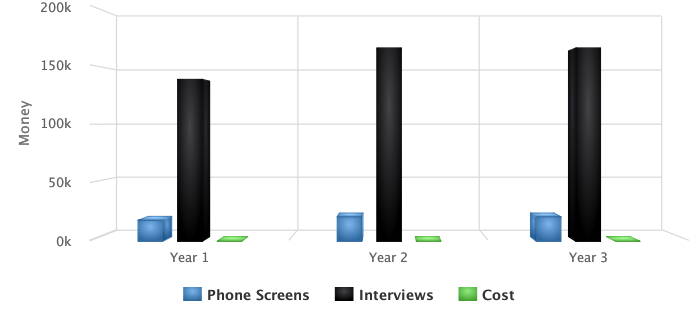 200k
150k
100k
50k
0k
Money
Year 1 Year 2 Year 3
Phone Screens Interviews Cost